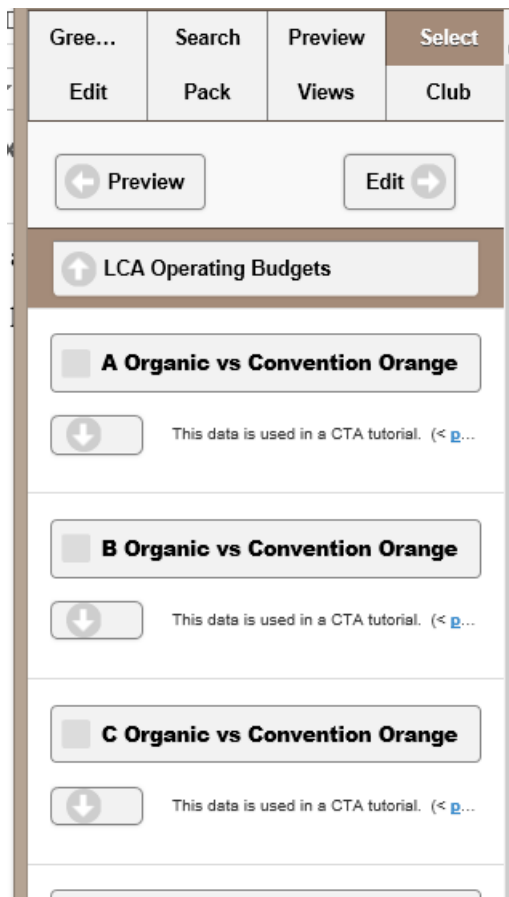 Gree... Search Preview Select
Edit Pack Views Club
Preview Edit
LCA Operating Budgets
A Organic vs Convention Orange
This data is used in a CTA tutorial. (< p...
B Organic vs Convention Orange
This data is used in a CTA tutorial. (< p...
C Organic vs Convention Orange
This data is used in a CTA tutorial. (< p...